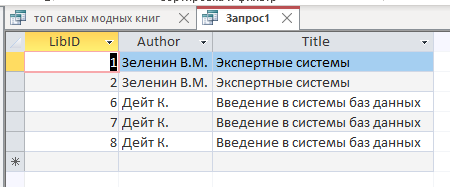 топ самых модных книг Запрос1
LibID Author Title
1 Зеленин В.М. Экспертные системы
2 Зеленин В.М. Экспертные системы
6 Дейт К. Введение в системы баз данных
7 Дейт К. Введение в системы баз данных
8 Дейт К. Введение в системы баз данных